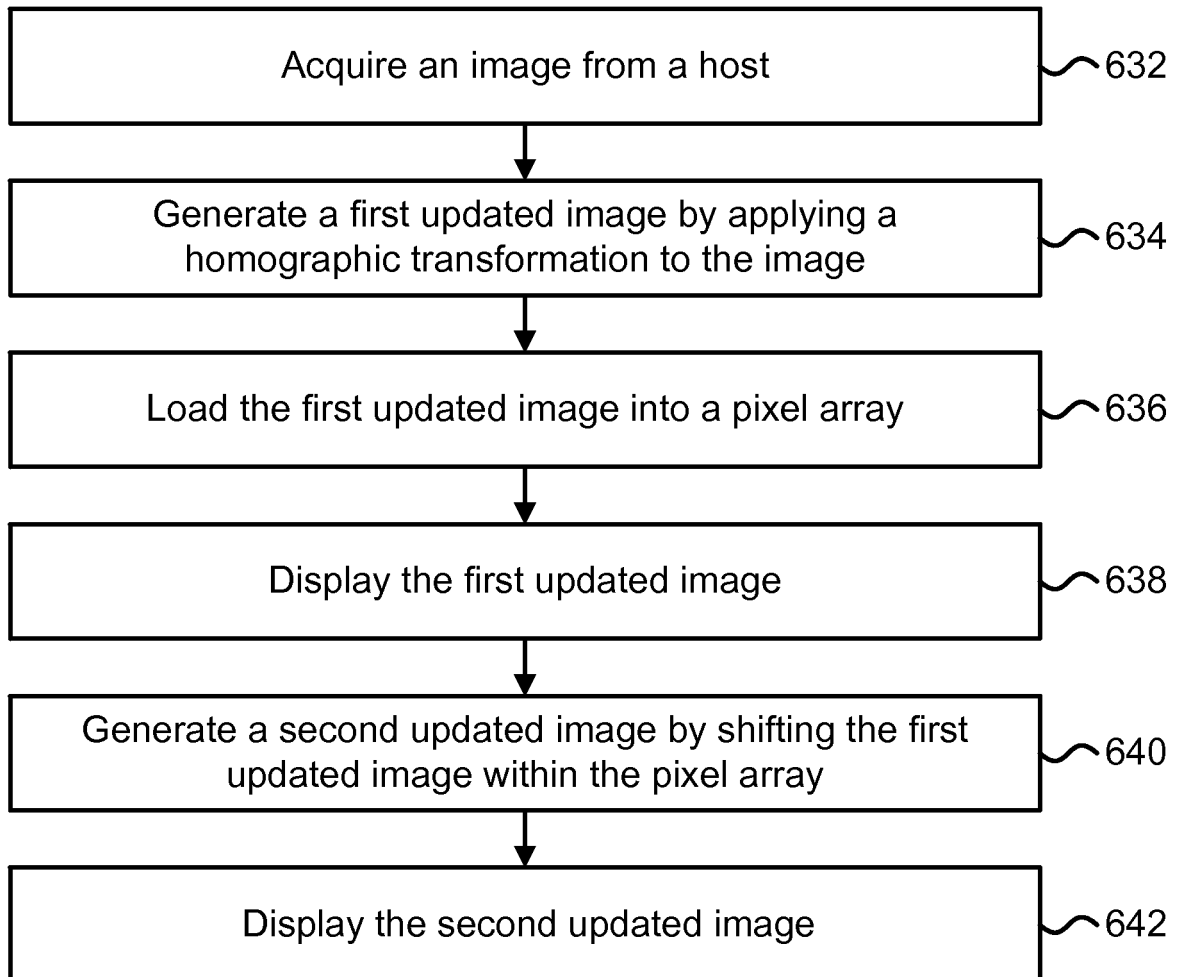 Acquire an image from a host
632
Generate a first updated image by applying a
homographic transformation to the image
634
Load the first updated image into a pixel array
636
Display the first updated image
638
Generate a second updated image by shifting the first
updated image within the pixel array
640
Display the second updated image
642